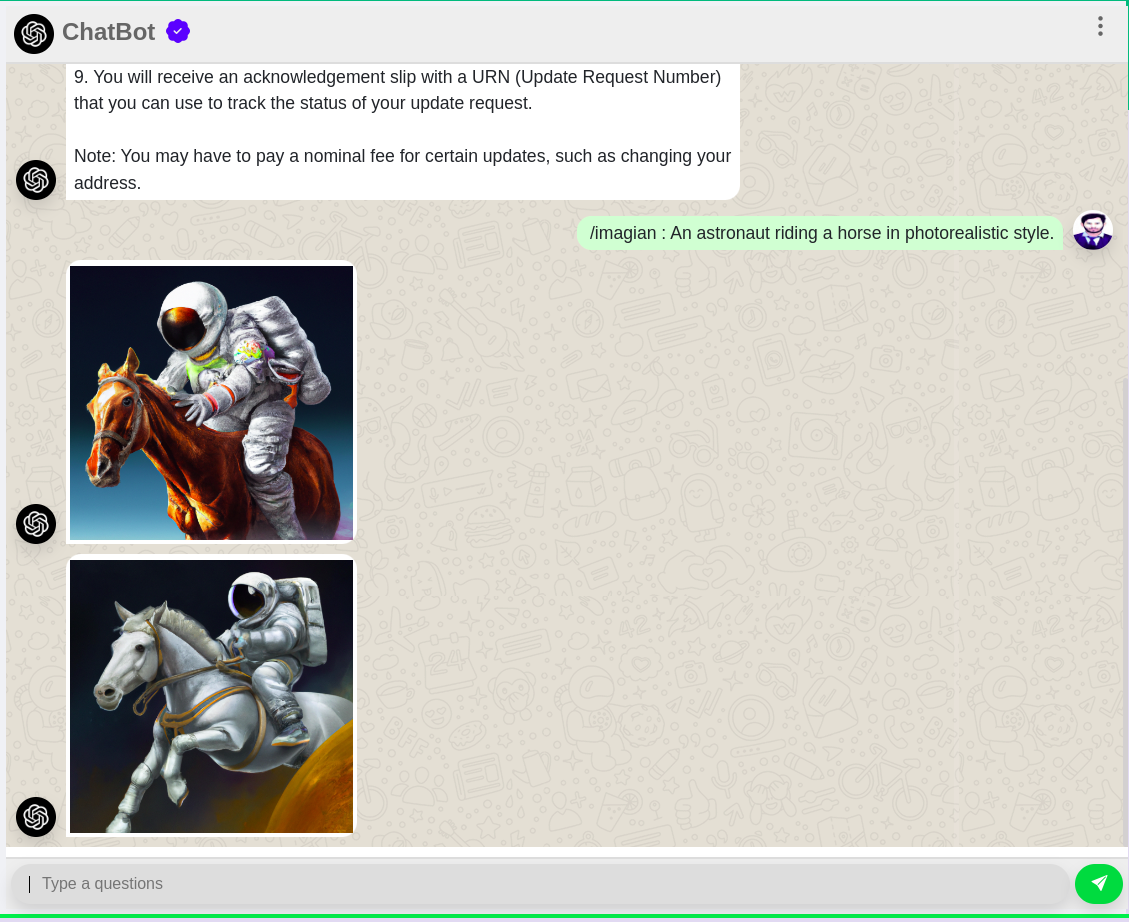 ChatBot
9. You will receive an acknowledgement slip with a URN (Update Request Number)
that you can use to track the status of your update request.
Note: You may have to pay a nominal fee for certain updates, such as changing your
address.
/imagian : An astronaut riding a horse in photorealistic style.
Type a questions